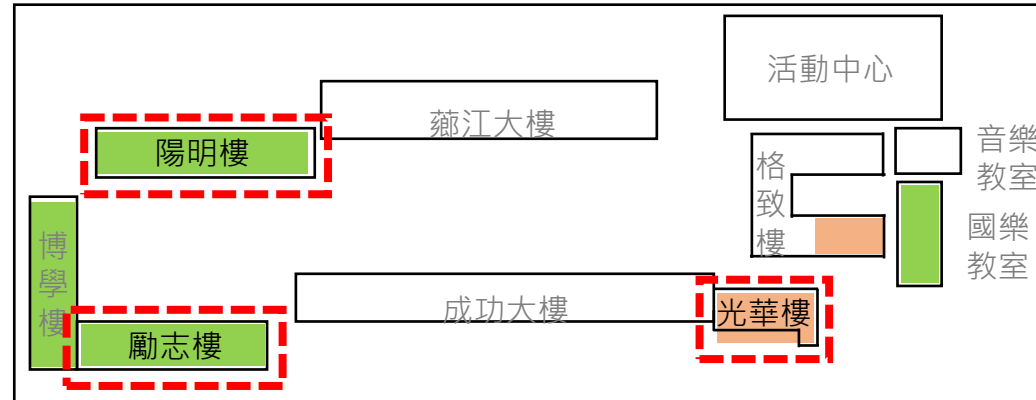 活動中心
薌江大樓
陽明樓
音樂
教室
格
致
樓
國樂
教室
博
學
樓
成功大樓
光華樓
勵志樓